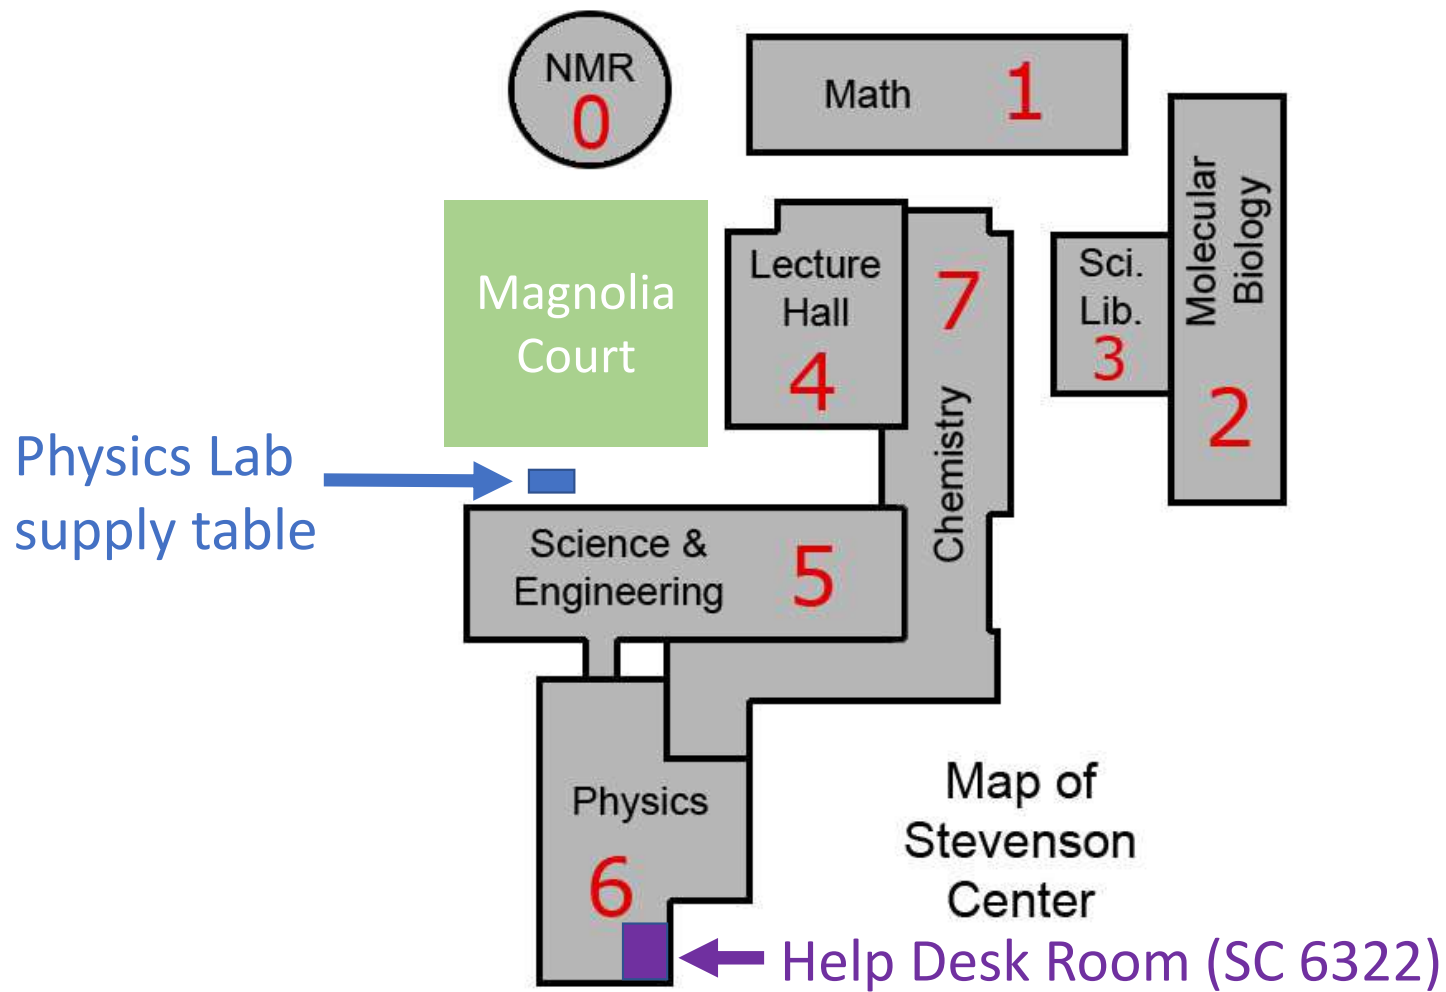 NMR
0
Math 1
Molecular
Biology
2
Sci.
Lib.
3
Lecture
Hall
4
7
Chemistry
Magnolia
Court
Physics Lab
supply table
Science &
Engineering
5
Physics
6
Map of
Stevenson
Center
Help Desk Room (SC 6322)